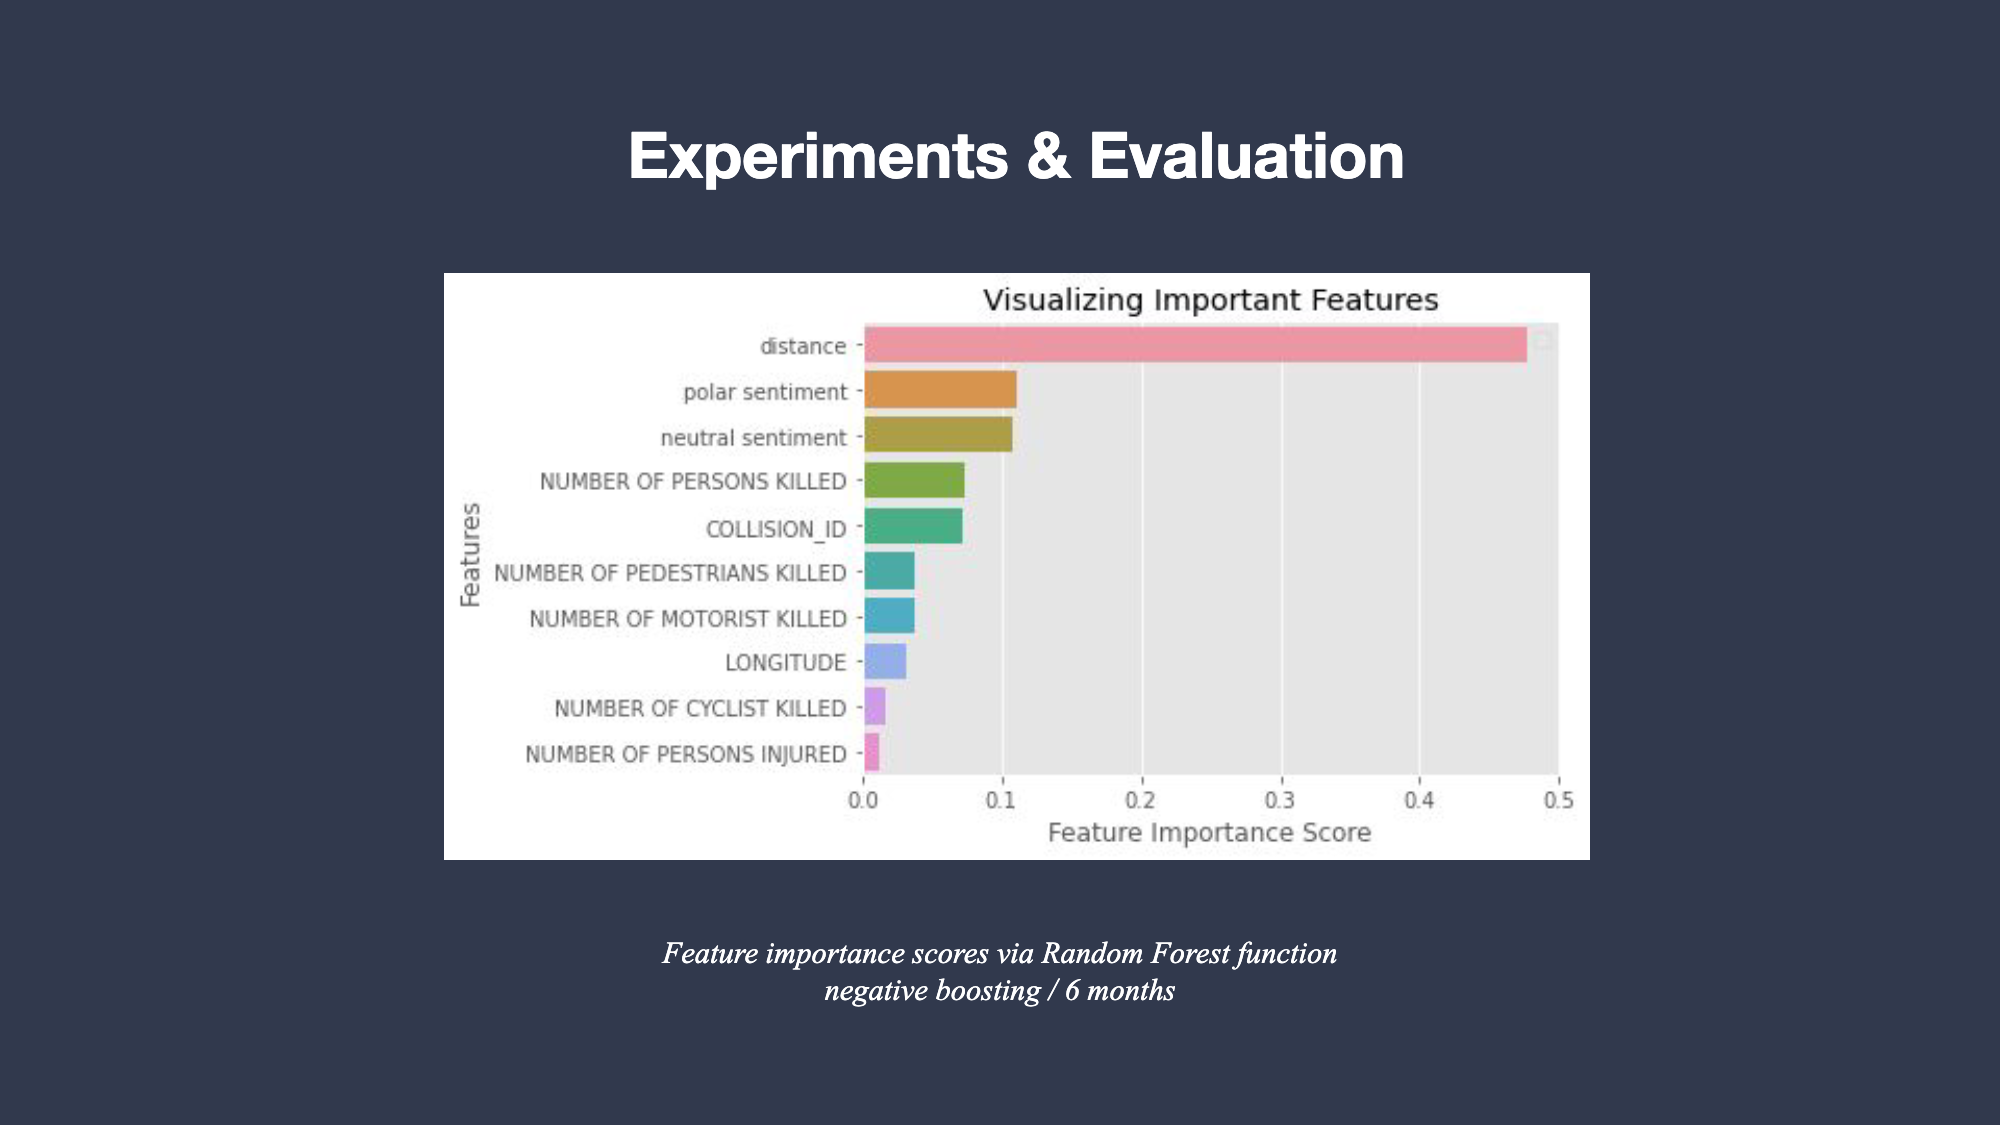 Experiments & Evaluation
Visualizing Important Features
distance
polar sentiment
neutral sentiment
NUMBER OF PERSONS KILLED
COLLISION_ID
NUMBER OF PEDESTRIANS KILLED
NUMBER OF MOTORIST KILLED
LONGITUDE
NUMBER OF CYCLIST KILLED
NUMBER OF PERSONS INJURED
Features
0.0 0.1 0.2 0.3 0.4 0.5
Feature Importance Score
Feature importance scores via Random Forest function
negative boosting / 6 months